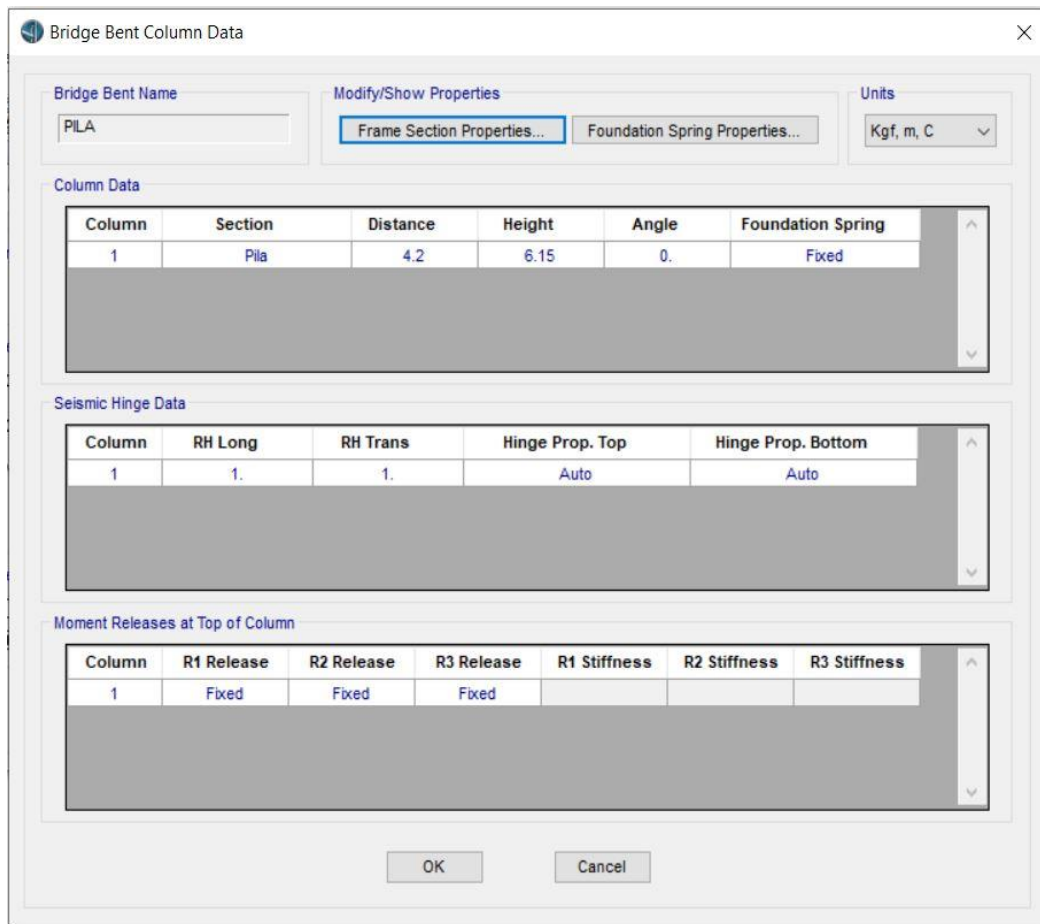 Bridge Bent Column Data
Bridge Bent Name
PILA
Modify/Show Properties
Frame Section Properties... Foundation Spring Properties...
Units
Kgf, m, C
Column Data
Column Section Distance Height Angle Foundation Spring
1 Pila 4.2 6.15 0. Fixed
Seismic Hinge Data
Column RH Long RH Trans Hinge Prop. Top Hinge Prop. Bottom
1 1. 1. Auto Auto
Moment Releases at Top of Column
Column R1 Release R2 Release R3 Release R1 Stiffness R2 Stiffness R3 Stiffness
1 Fixed Fixed Fixed
OK Cancel